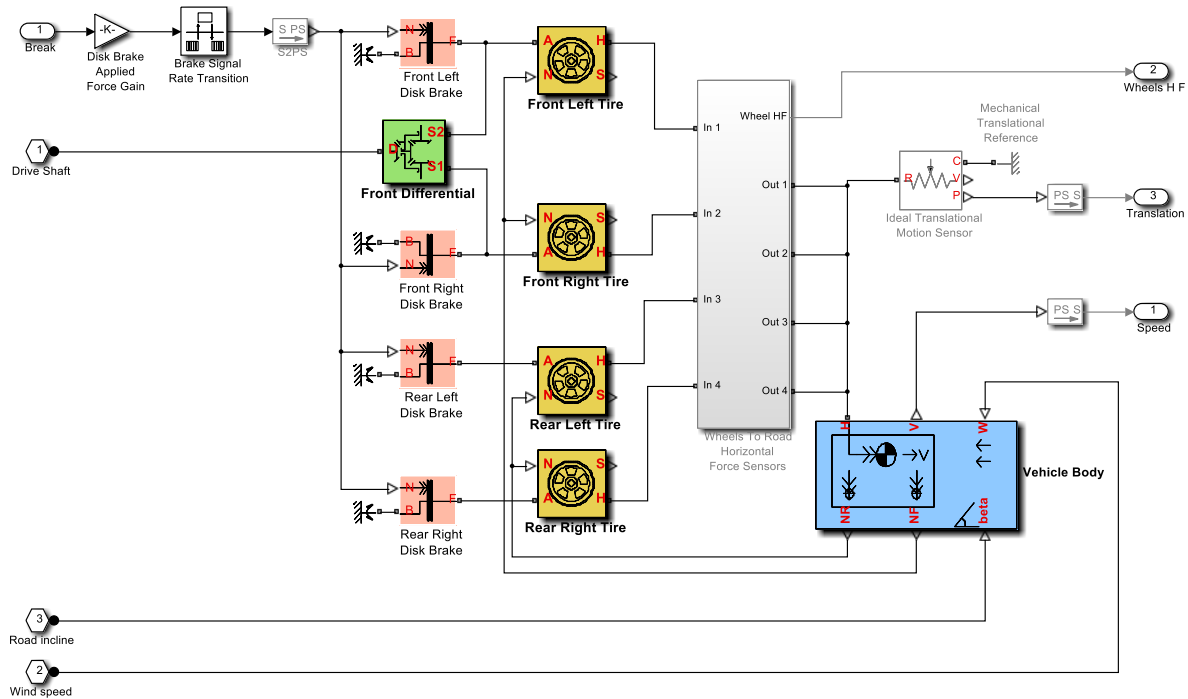 1
Break
-K-
Disk Brake
Applied
Force Gain
Brake Signal
Rate Transition
S PS
S2PS
N
B
F
Front Left
Disk Brake
A
H
N
S
Front Left Tire
1
Drive Shaft
D
S2
S1
Front Differential
B
N
F
Front Right
Disk Brake
N
S
A
H
Front Right Tire
N
B
F
Rear Left
Disk Brake
A
H
N
S
Rear Left Tire
N
B
F
Rear Right
Disk Brake
N
S
A
H
Rear Right Tire
Wheel HF
In 1
Out 1
In 2
Out 2
In 3
Out 3
In 4
Out 4
Wheels To Road
Horizontal
Force Sensors
2
Wheels H F
Mechanical
Translational
Reference
R
C
V
P
Ideal Translational
Motion Sensor
PS S
3
Translation
PS S
1
Speed
H
V
W
V
NR
NF
beta
Vehicle Body
3
Road incline
2
Wind speed